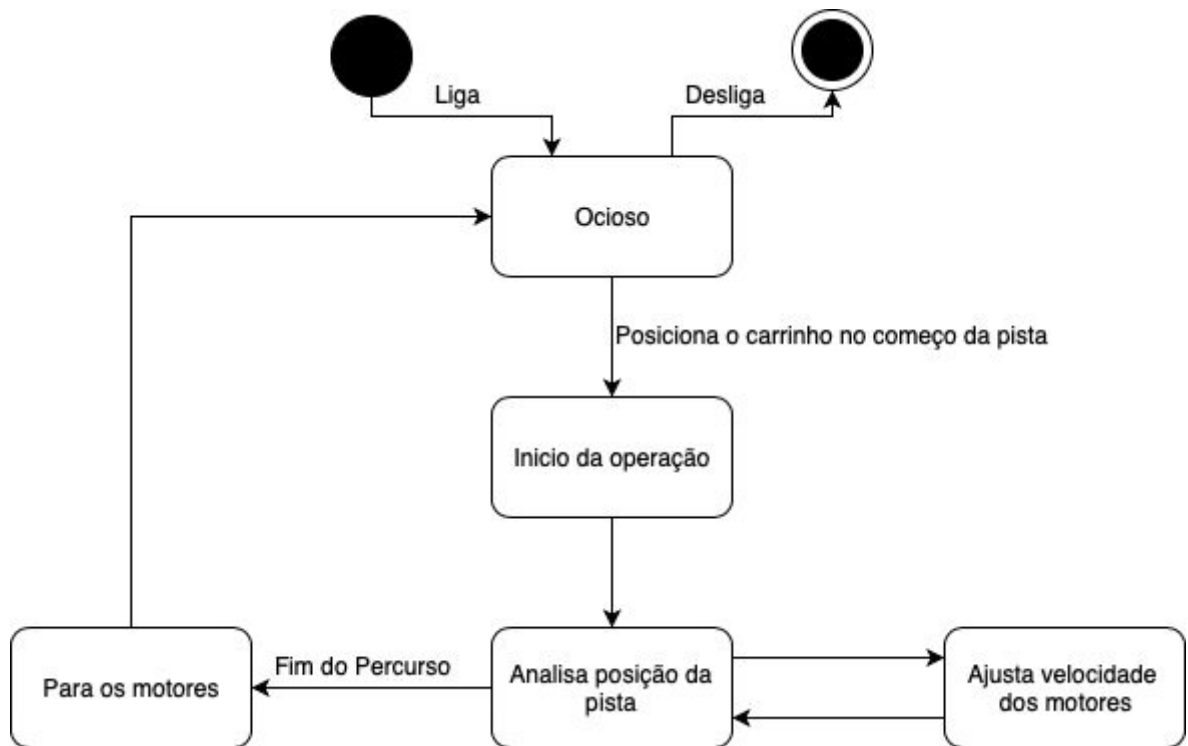 Liga
Desliga
Ocioso
Posiciona o carrinho no começo da pista
Inicio da operação
Para os motores
Fim do Percurso
Analisa posição da
pista
Ajusta velocidade
dos motores